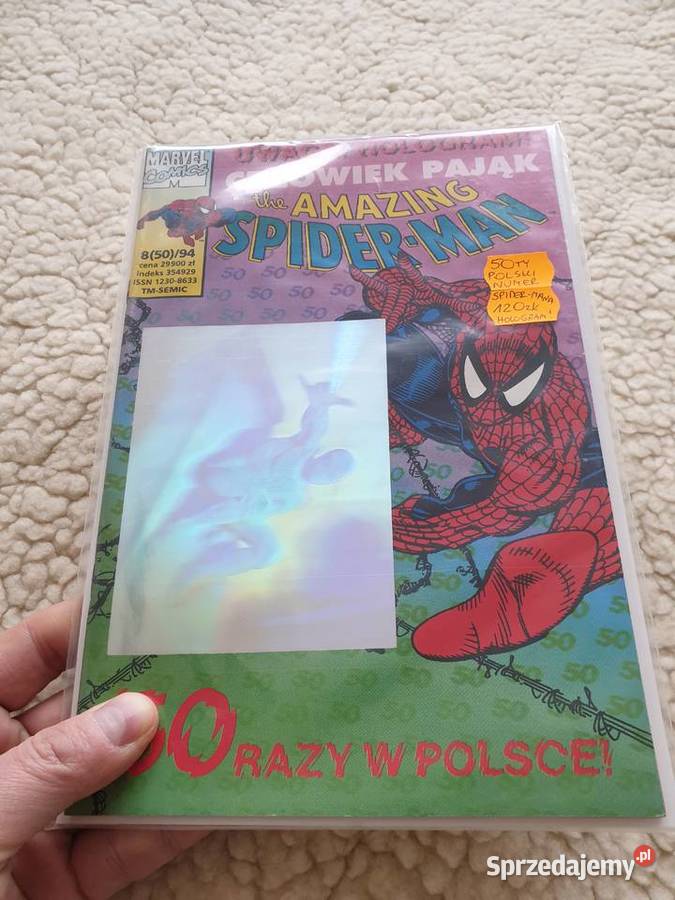 UWAGA HOLOGRAM!
MARVEL
COMICS
M
CZŁOWIEK PAJĄK
the AMAZING
SPIDER-MAN
8(50)/94
cena 29900 zł
indeks 354929
ISSN 1230-8633
TM-SEMIC
50TY
POLSKI
NUMER
SPIDER-MANA
120zł
HOLOGRAM!
50 RAZY W POLSCE!
Sprzedajemy.pl